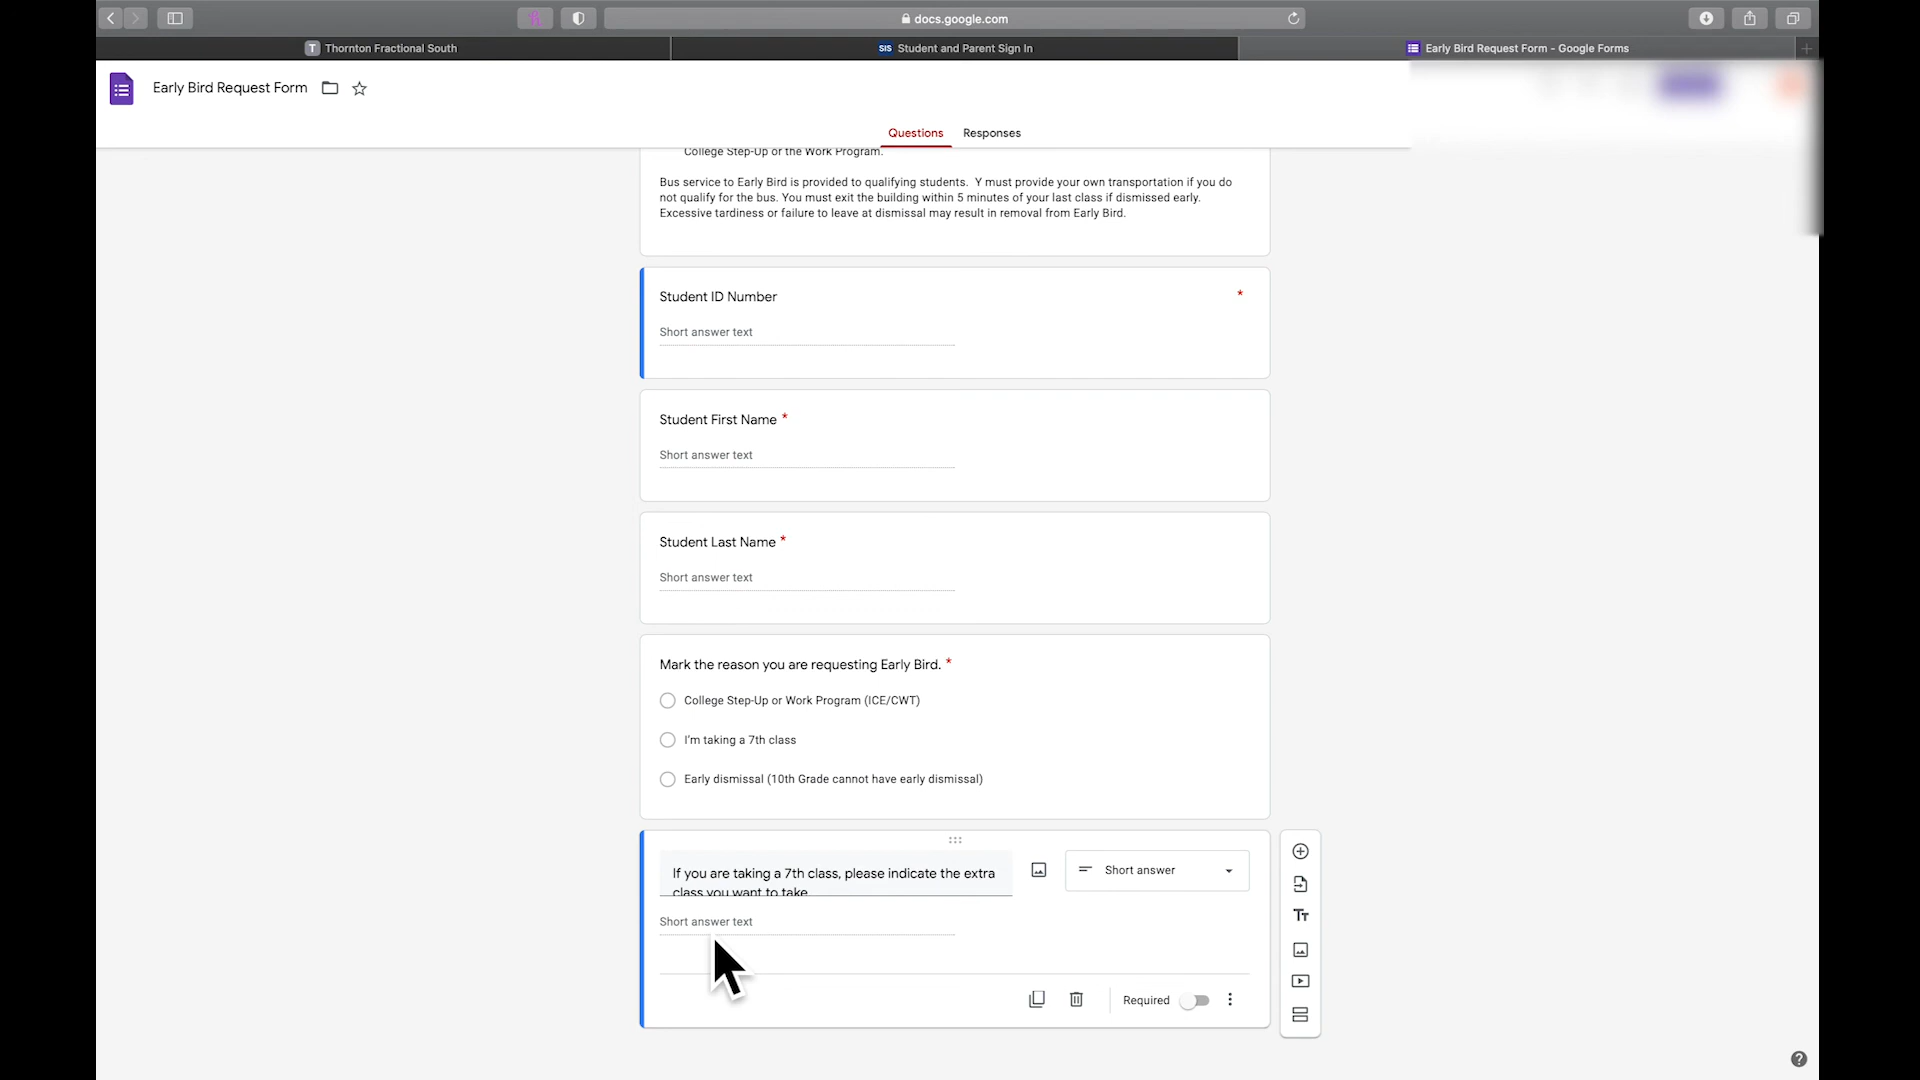 docs.google.com
T Thornton Fractional South
SIS Student and Parent Sign In
Early Bird Request Form - Google Forms
Early Bird Request Form
Questions
Responses
College Step-Up or the Work Program.
Bus service to Early Bird is provided to qualifying students.  Y must provide your own transportation if you do
not qualify for the bus. You must exit the building within 5 minutes of your last class if dismissed early.
Excessive tardiness or failure to leave at dismissal may result in removal from Early Bird.
Student ID Number *
Short answer text
Student First Name *
Short answer text
Student Last Name *
Short answer text
Mark the reason you are requesting Early Bird. *
College Step-Up or Work Program (ICE/CWT)
I'm taking a 7th class
Early dismissal (10th Grade cannot have early dismissal)
If you are taking a 7th class, please indicate the extra
class you want to take
Short answer
Short answer text
Tт
Required